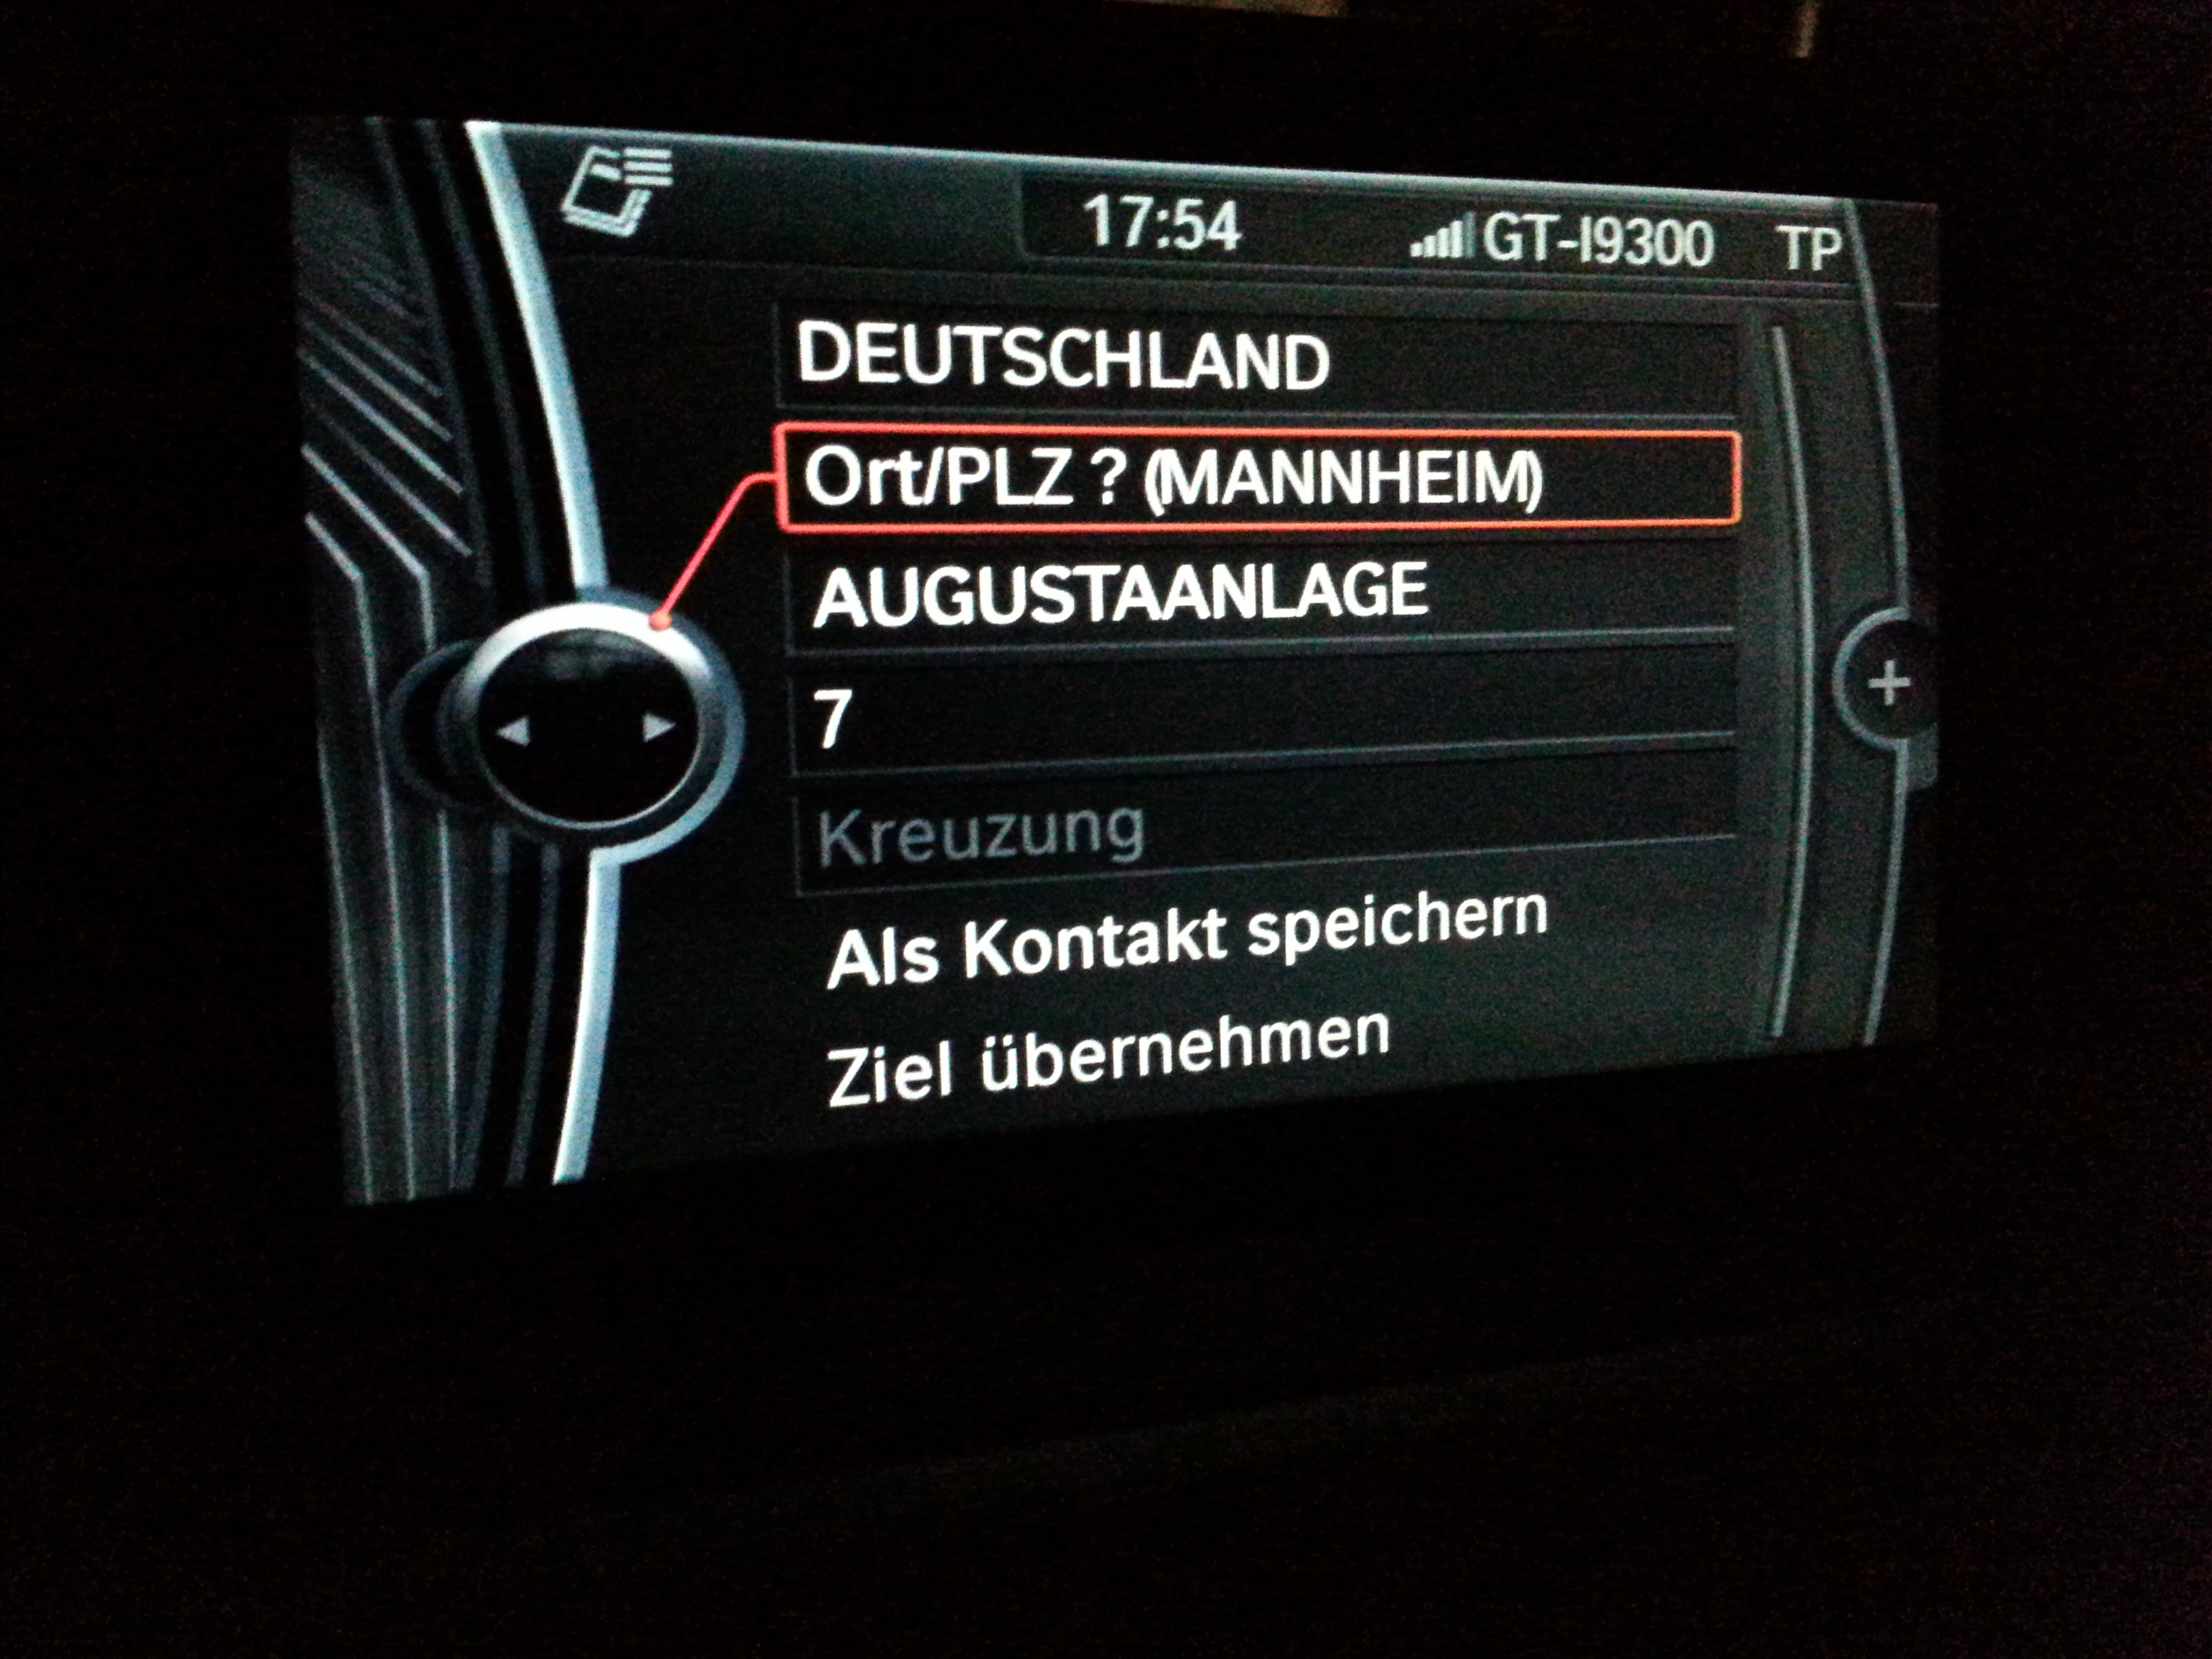 17:54 GT-I9300 TP
DEUTSCHLAND
Ort/PLZ ? (MANNHEIM)
AUGUSTAANLAGE
7
Kreuzung
Als Kontakt speichern
Ziel übernehmen